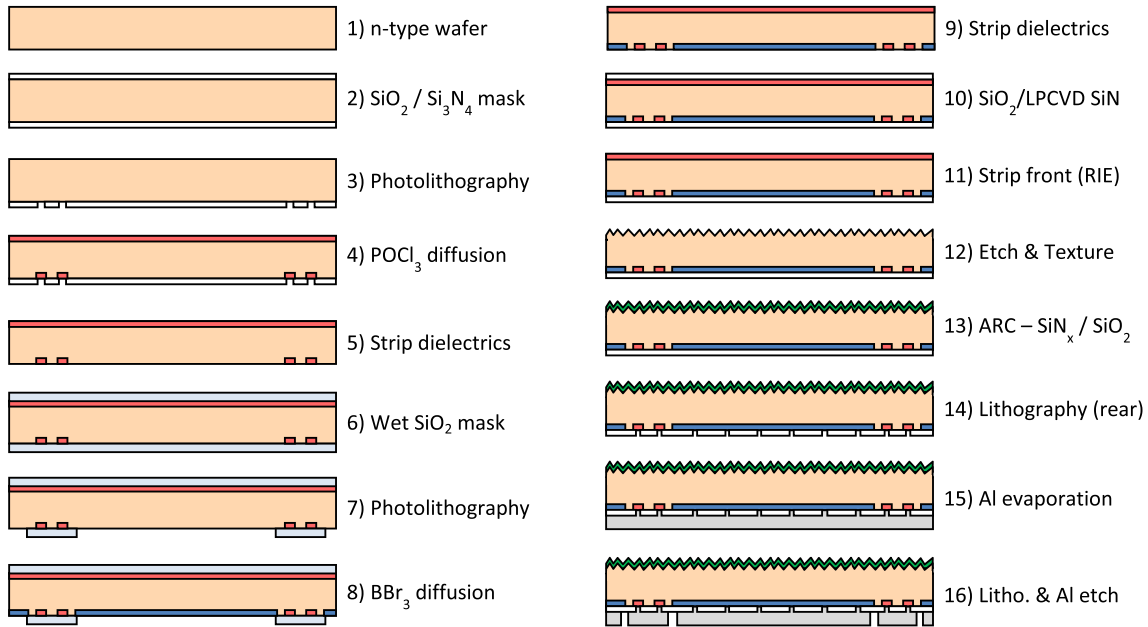 1) n-type wafer
2) SiO₂ / Si₃N₄ mask
3) Photolithography
4) POCl₃ diffusion
5) Strip dielectrics
6) Wet SiO₂ mask
7) Photolithography
8) BBr₃ diffusion
9) Strip dielectrics
10) SiO₂/LPCVD SiN
11) Strip front (RIE)
12) Etch & Texture
13) ARC – SiNₓ / SiO₂
14) Lithography (rear)
15) Al evaporation
16) Litho. & Al etch